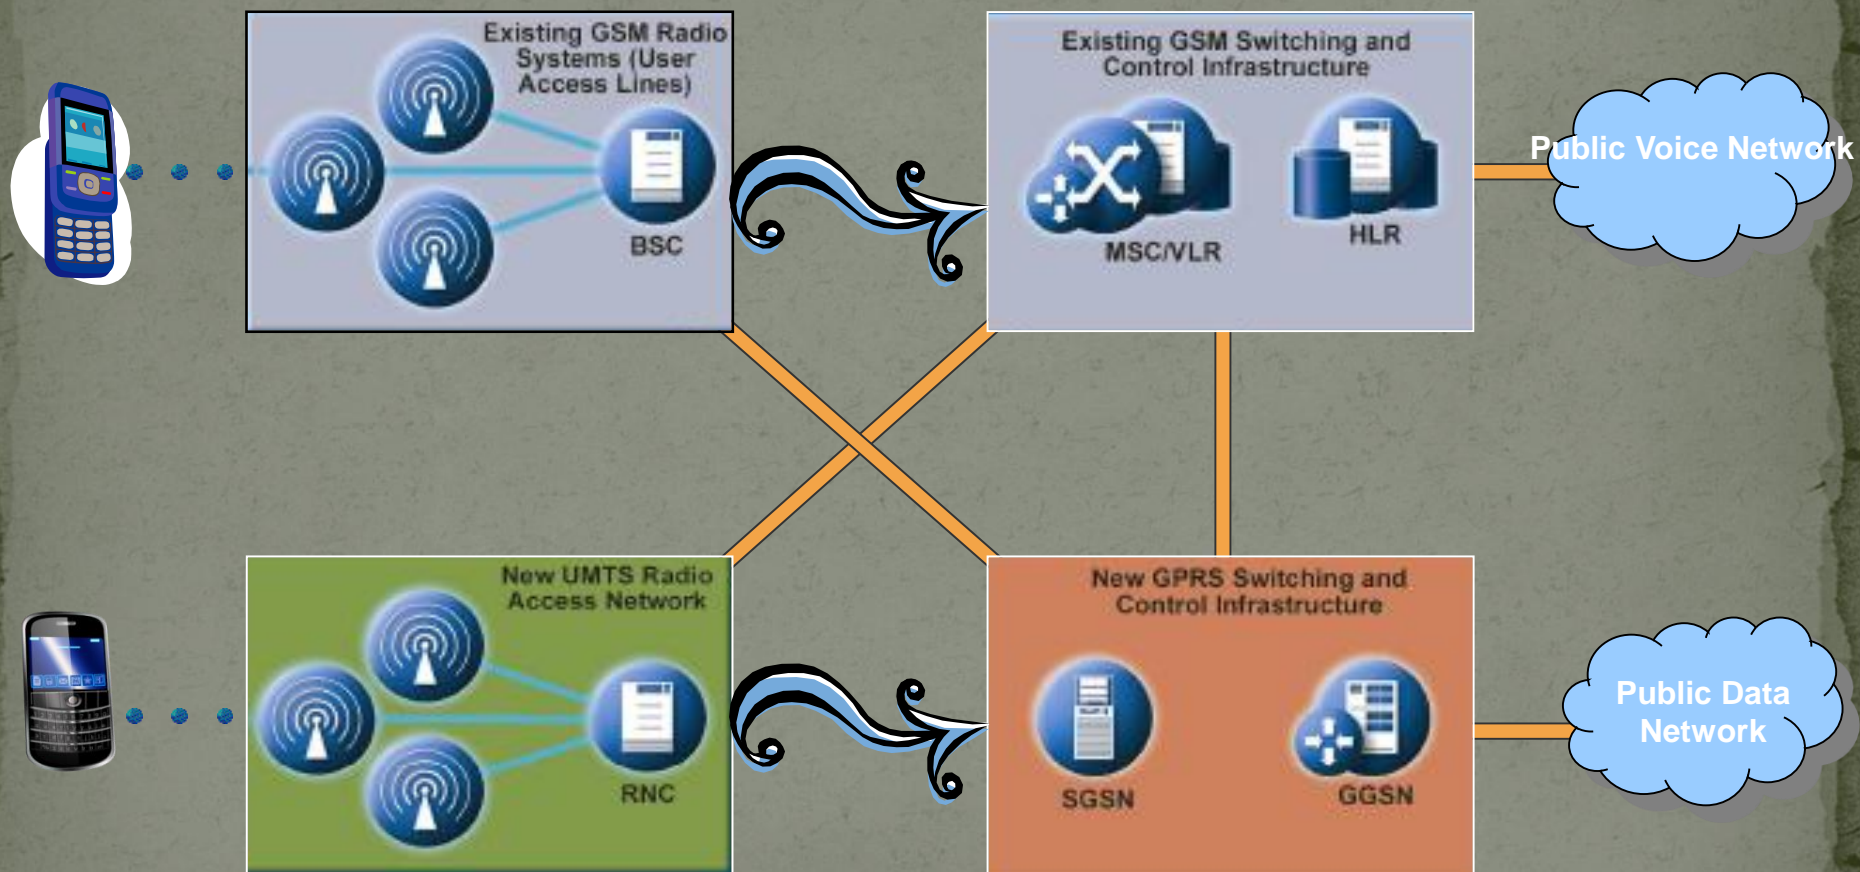 Existing GSM Radio
Systems (User
Access Lines)
BSC
Existing GSM Switching and
Control Infrastructure
MSC/VLR
HLR
Public Voice Network
New UMTS Radio
Access Network
RNC
New GPRS Switching and
Control Infrastructure
SGSN
GGSN
Public Data
Network